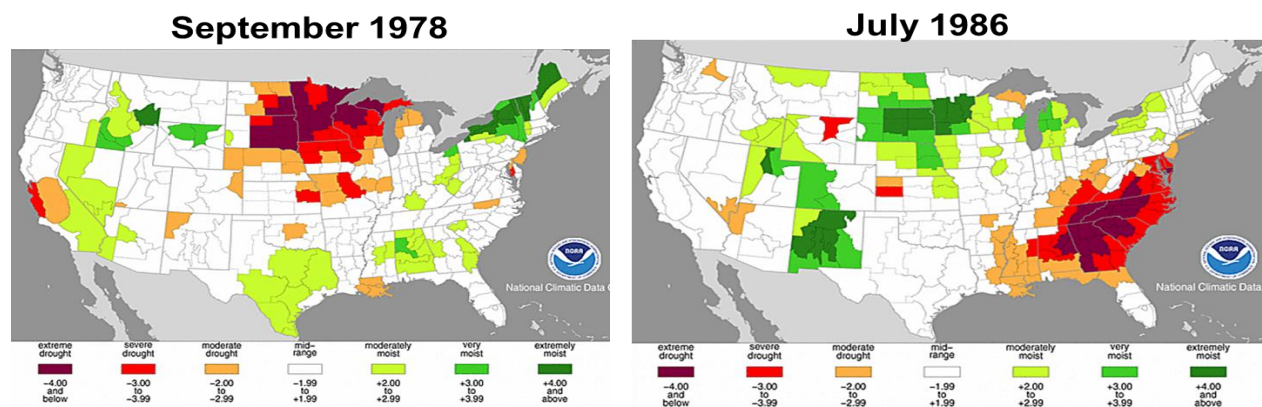 September 1978
July 1986
NOAA
National Climatic Data C
extreme drought
severe drought
moderate drought
mid-range
moderately moist
very moist
extremely moist
-4.00 and below
-3.00 to -3.99
-2.00 to -2.99
-1.99 to +1.99
+2.00 to +2.99
+3.00 to +3.99
+4.00 and above
NOAA
National Climatic Data Ce
extreme drought
severe drought
moderate drought
mid-range
moderately moist
very moist
extremely moist
-4.00 and below
-3.00 to -3.99
-2.00 to -2.99
-1.99 to +1.99
+2.00 to +2.99
+3.00 to +3.99
+4.00 and above